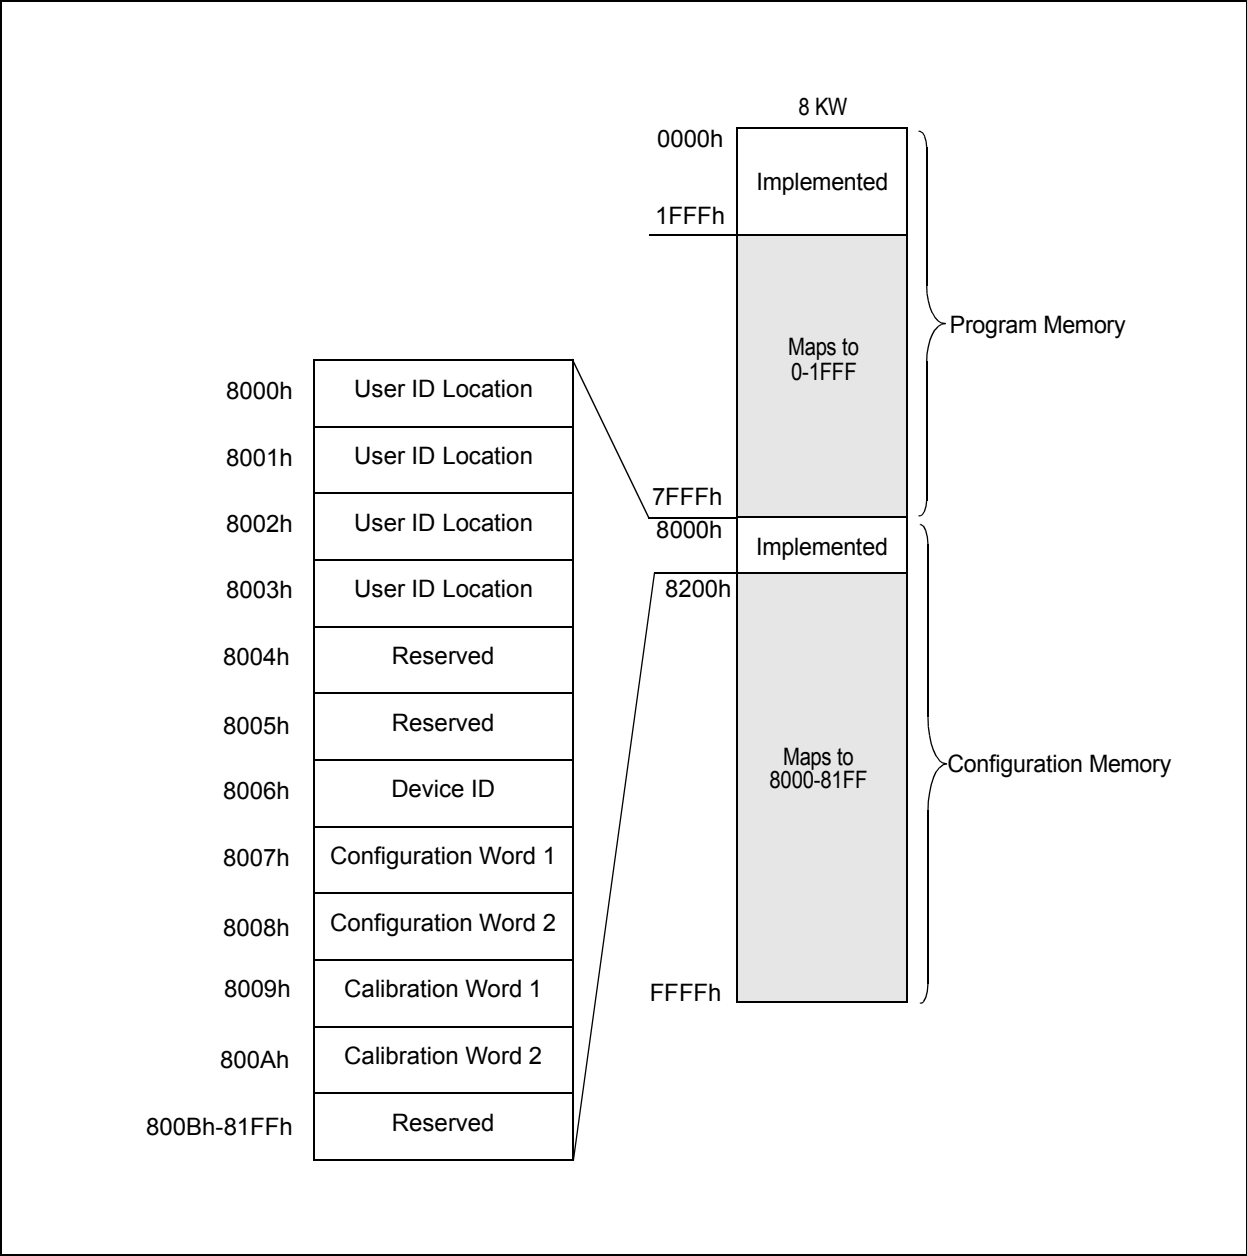 8 KW
0000h
Implemented
1FFFh
Maps to
0-1FFF
Program Memory
7FFFh
8000h
Implemented
8200h
Maps to
8000-81FF
Configuration Memory
FFFFh
8000h User ID Location
8001h User ID Location
8002h User ID Location
8003h User ID Location
8004h Reserved
8005h Reserved
8006h Device ID
8007h Configuration Word 1
8008h Configuration Word 2
8009h Calibration Word 1
800Ah Calibration Word 2
800Bh-81FFh Reserved